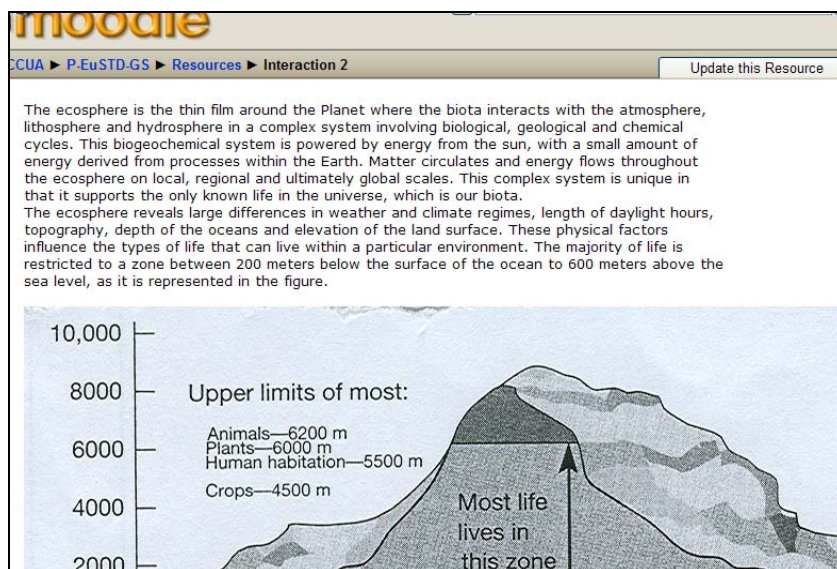 moodle
CCUA ► P-EuSTD-GS ► Resources ► Interaction 2
Update this Resource
The ecosphere is the thin film around the Planet where the biota interacts with the atmosphere,
lithosphere and hydrosphere in a complex system involving biological, geological and chemical
cycles. This biogeochemical system is powered by energy from the sun, with a small amount of
energy derived from processes within the Earth. Matter circulates and energy flows throughout
the ecosphere on local, regional and ultimately global scales. This complex system is unique in
that it supports the only known life in the universe, which is our biota.
The ecosphere reveals large differences in weather and climate regimes, length of daylight hours,
topography, depth of the oceans and elevation of the land surface. These physical factors
influence the types of life that can live within a particular environment. The majority of life is
restricted to a zone between 200 meters below the surface of the ocean to 600 meters above the
sea level, as it is represented in the figure.
10,000
8000
Upper limits of most:
Animals—6200 m
6000
Plants—6000 m
Human habitation—5500 m
Crops—4500 m
4000
Most life
lives in
this zone
2000